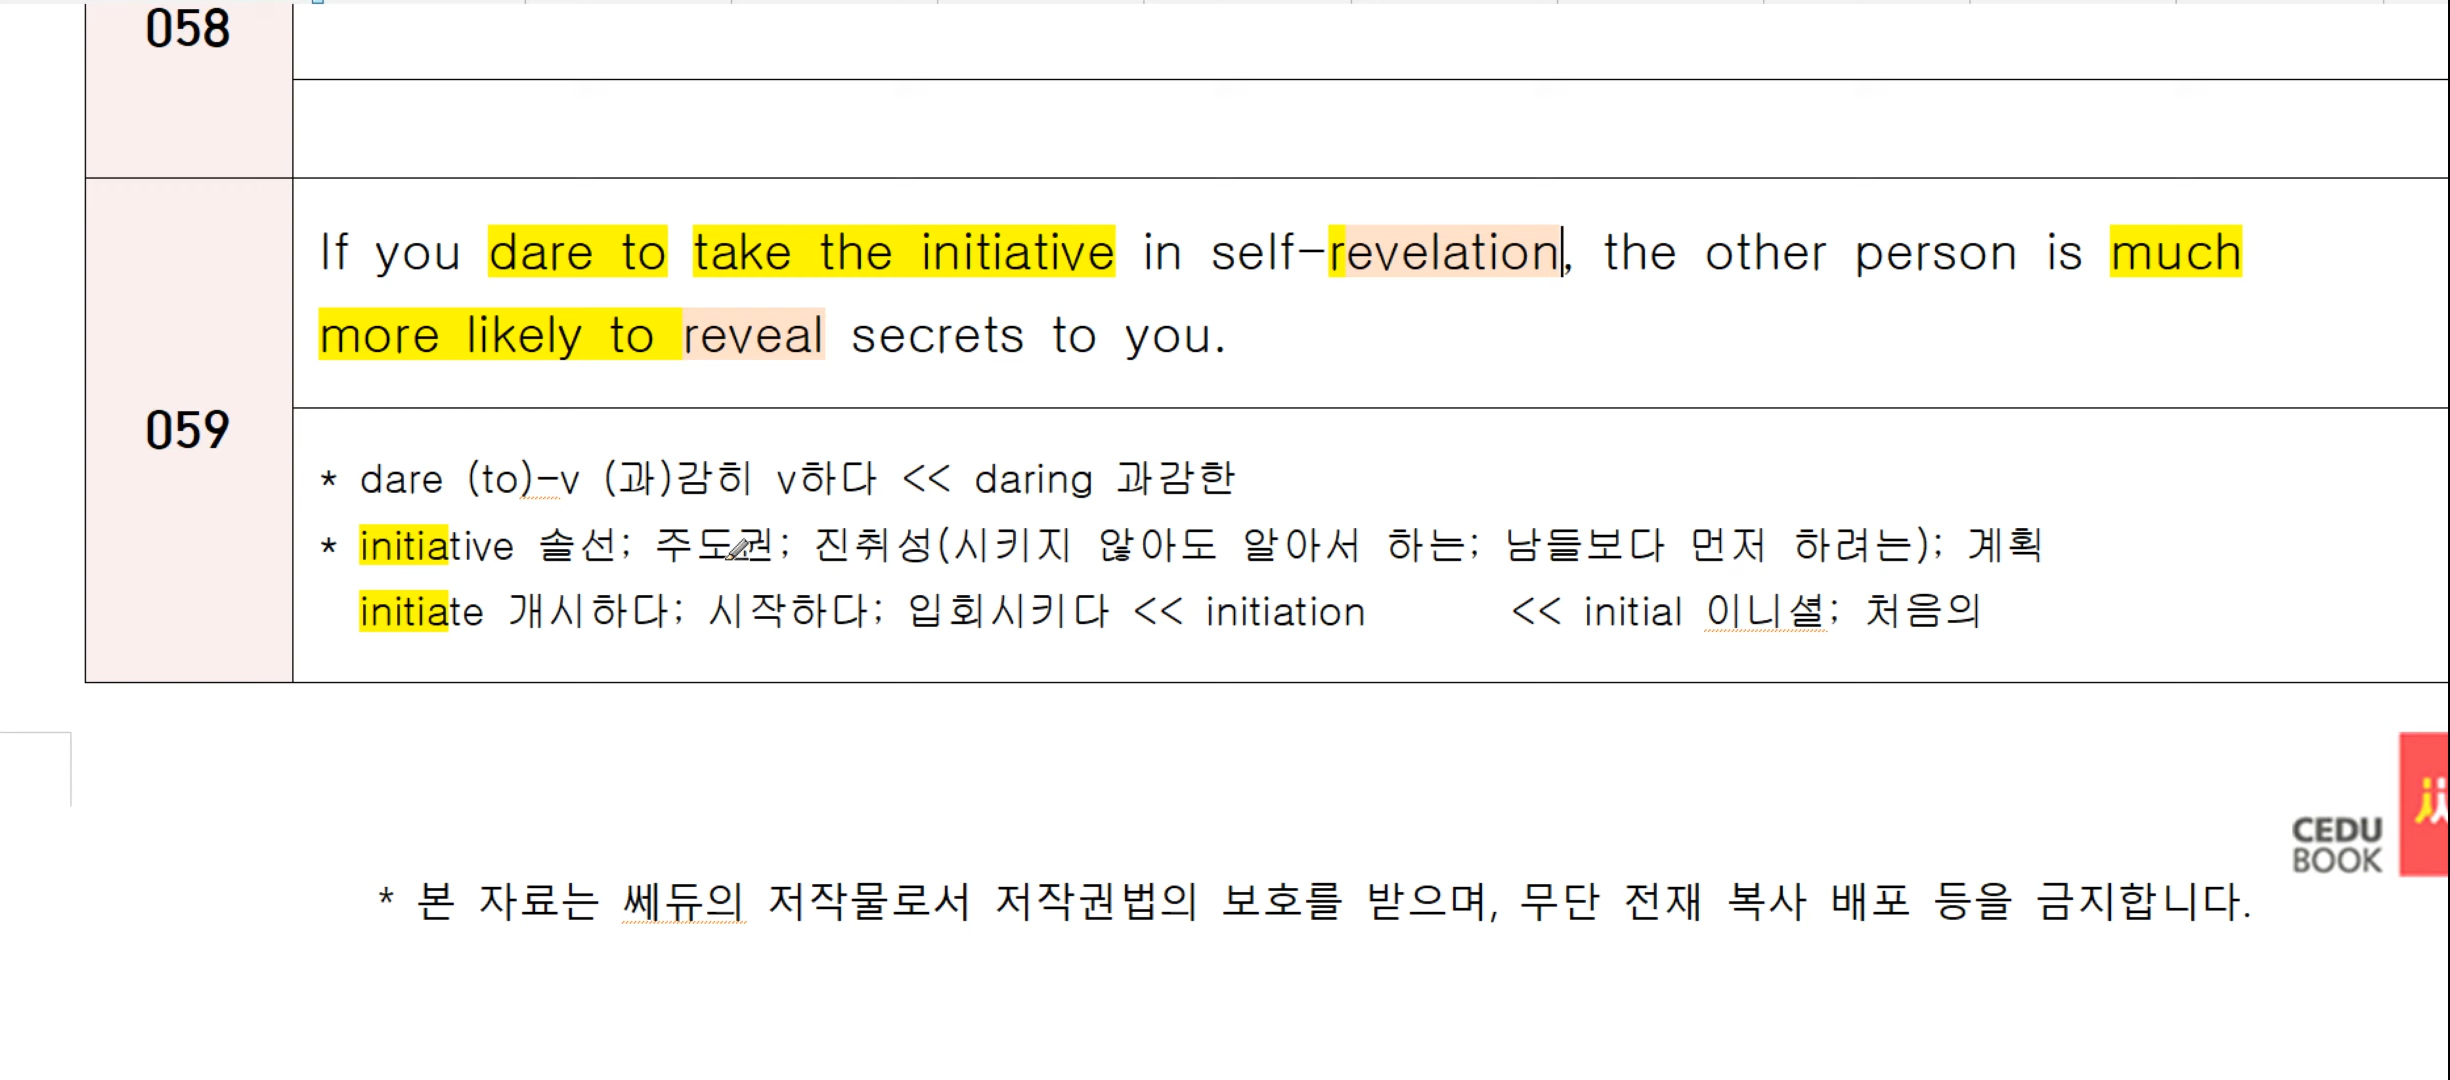 058
If you dare to take the initiative in self-revelation, the other person is much
more likely to reveal secrets to you.
059
* dare (to)-v (과)감히 v하다 << daring 과감한
* initiative 솔선; 주도권; 진취성(시키지 않아도 알아서 하는; 남들보다 먼저 하려는); 계획
initiate 개시하다; 시작하다; 입회시키다 << initiation << initial 이니셜; 처음의
CEDU
BOOK
* 본 자료는 쎄듀의 저작물로서 저작권법의 보호를 받으며, 무단 전재 복사 배포 등을 금지합니다.